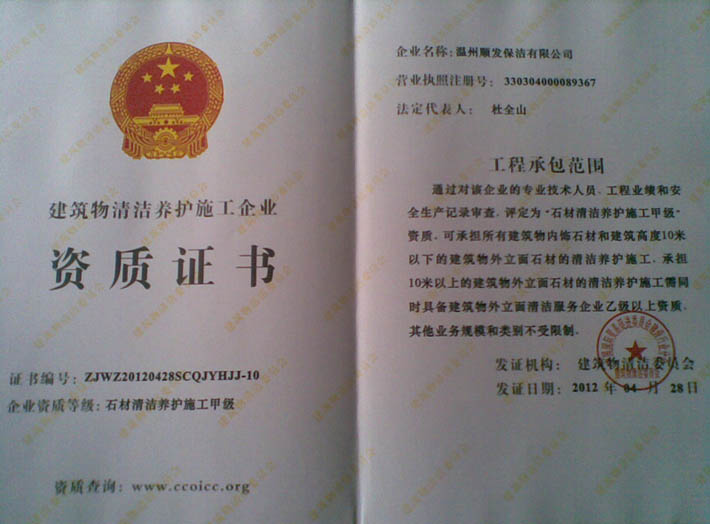 建筑物清洁养护施工企业
资质证书
证书编号：ZJWZ20120428SCQJYHJJ-10
企业资质等级：石材清洁养护施工甲级
资质查询：www.ccoicc.org
企业名称：温州顺发保洁有限公司
营业执照注册号：330304000089367
法定代表人：杜全山
工程承包范围
通过对该企业的专业技术人员、工程业绩和安
全生产记录审查，评定为“石材清洁养护施工甲级”
资质，可承担所有建筑物内饰石材和建筑高度10米
以下的建筑物外立面石材的清洁养护施工，承担
10米以上的建筑物外立面石材的清洁养护施工需同
时具备建筑物外立面清洁服务企业乙级以上资质。
其他业务规模和类别不受限制。
发证机构：建筑物清洁委员会
发证日期：2012 年 04 月 28 日